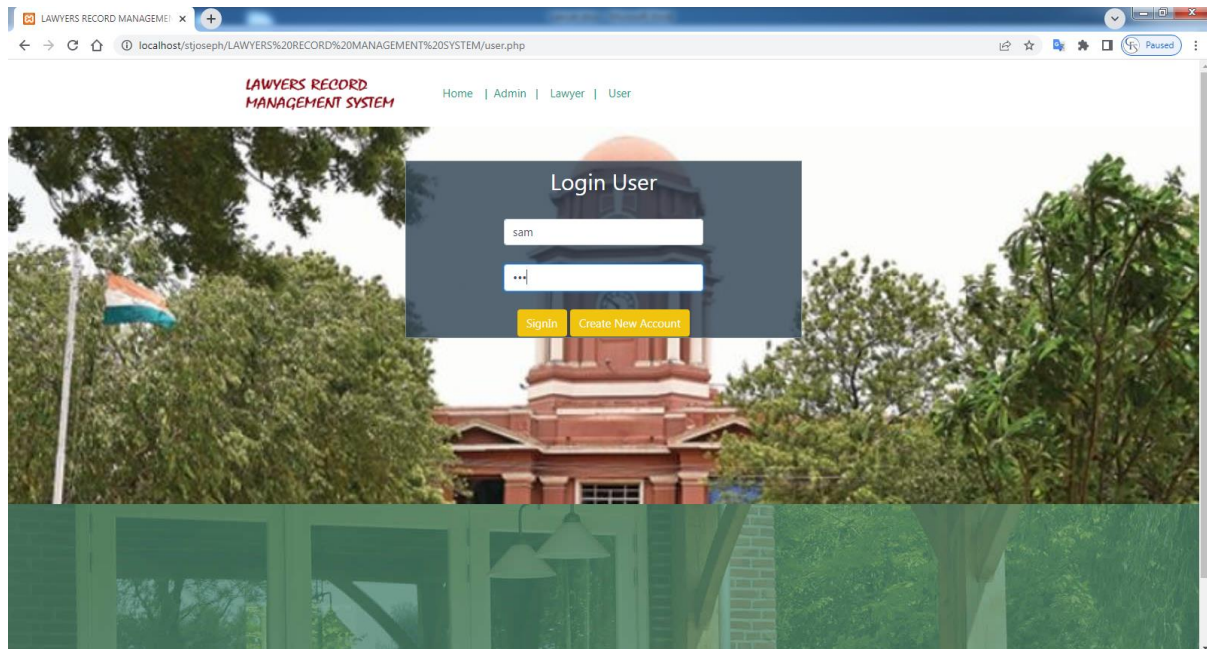 LAWYERS RECORD MANAGEME
localhost/stjoseph/LAWYERS%20RECORD%20MANAGEMENT%20SYSTEM/user.php
Paused
LAWYERS RECORD
MANAGEMENT SYSTEM
Home | Admin | Lawyer | User
Login User
sam
•••
SignIn Create New Account